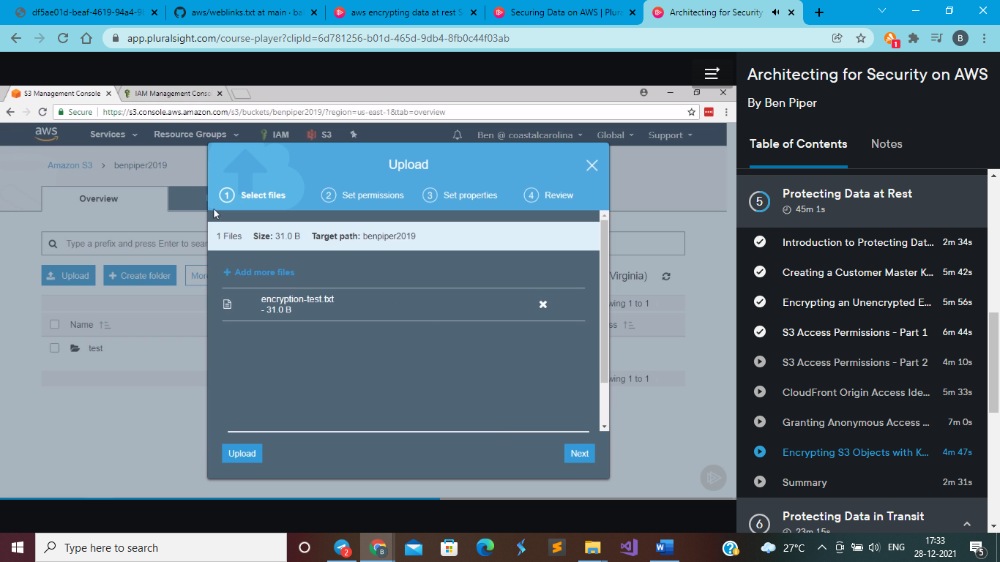 df5ae01d-beaf-4619-94a4-9
aws/weblinks.txt at main · ba
aws encrypting data at rest S
Securing Data on AWS | Plura
Architecting for Security
app.pluralsight.com/course-player?clipId=6d781256-b01d-465d-9db4-8fb0c44f03ab
1
B
S3 Management Console
IAM Management Consc
Secure
https://s3.console.aws.amazon.com/s3/buckets/benpiper2019/?region=us-east-1&tab=overview
aws
Services
Resource Groups
IAM
S3
Ben @ coastalcarolina
Global
Support
Amazon S3 > benpiper2019
Overview
Type a prefix and press Enter to sear
Upload
Create folder
Mor
Virginia)
wing 1 to 1
Name
ss
test
wing 1 to 1
Upload
1 Select files
2 Set permissions
3 Set properties
4 Review
1 Files Size: 31.0 B Target path: benpiper2019
+ Add more files
encryption-test.txt
- 31.0 B
Upload
Next
Architecting for Security on AWS
By Ben Piper
Table of Contents
Notes
5
Protecting Data at Rest
45m 1s
Introduction to Protecting Dat... 2m 34s
Creating a Customer Master K... 5m 42s
Encrypting an Unencrypted E... 5m 56s
S3 Access Permissions - Part 1 6m 44s
S3 Access Permissions - Part 2 4m 10s
CloudFront Origin Access Ide... 5m 33s
Granting Anonymous Access ... 7m 0s
Encrypting S3 Objects with K... 4m 47s
Summary 2m 31s
6
Protecting Data in Transit
23m 15s
Type here to search
2
B
27°C
ENG
17:33
28-12-2021
5